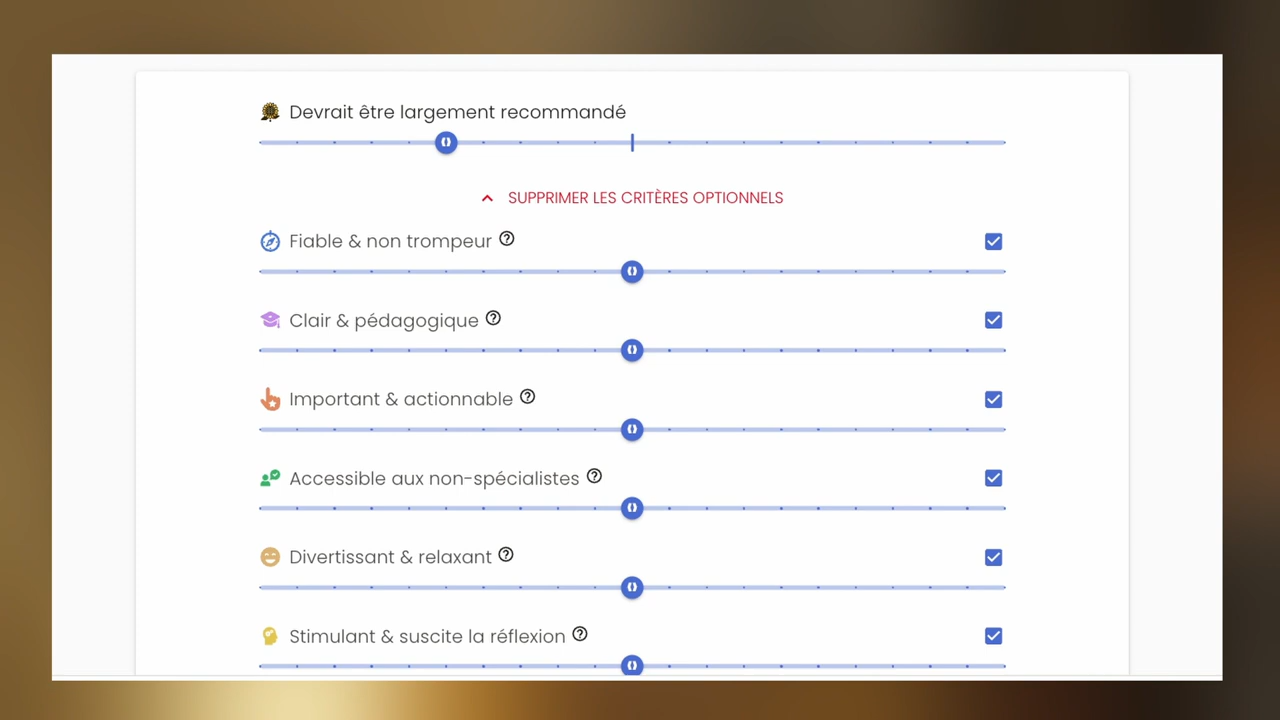 Devrait être largement recommandé
SUPPRIMER LES CRITÈRES OPTIONNELS
Fiable & non trompeur
Clair & pédagogique
Important & actionnable
Accessible aux non-spécialistes
Divertissant & relaxant
Stimulant & suscite la réflexion